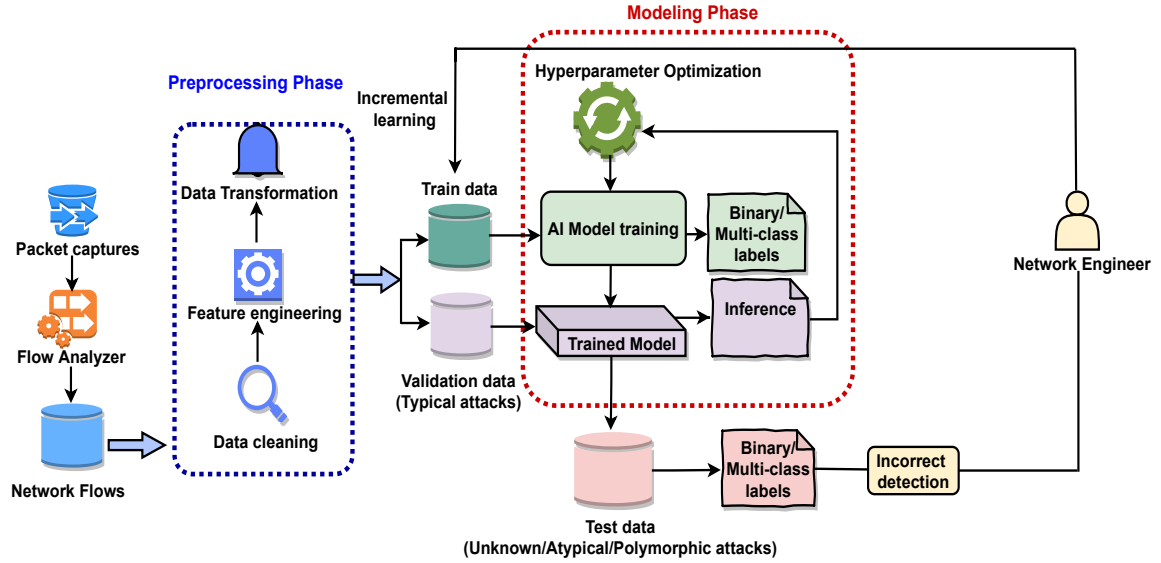 Modeling Phase
Preprocessing Phase
Hyperparameter Optimization
Incremental
learning
Data Transformation
Train data
Packet captures
AI Model training
Binary/
Multi-class
labels
Network Engineer
Feature engineering
Inference
Flow Analyzer
Trained Model
Validation data
(Typical attacks)
Data cleaning
Network Flows
Binary/
Multi-class
labels
Incorrect
detection
Test data
(Unknown/Atypical/Polymorphic attacks)